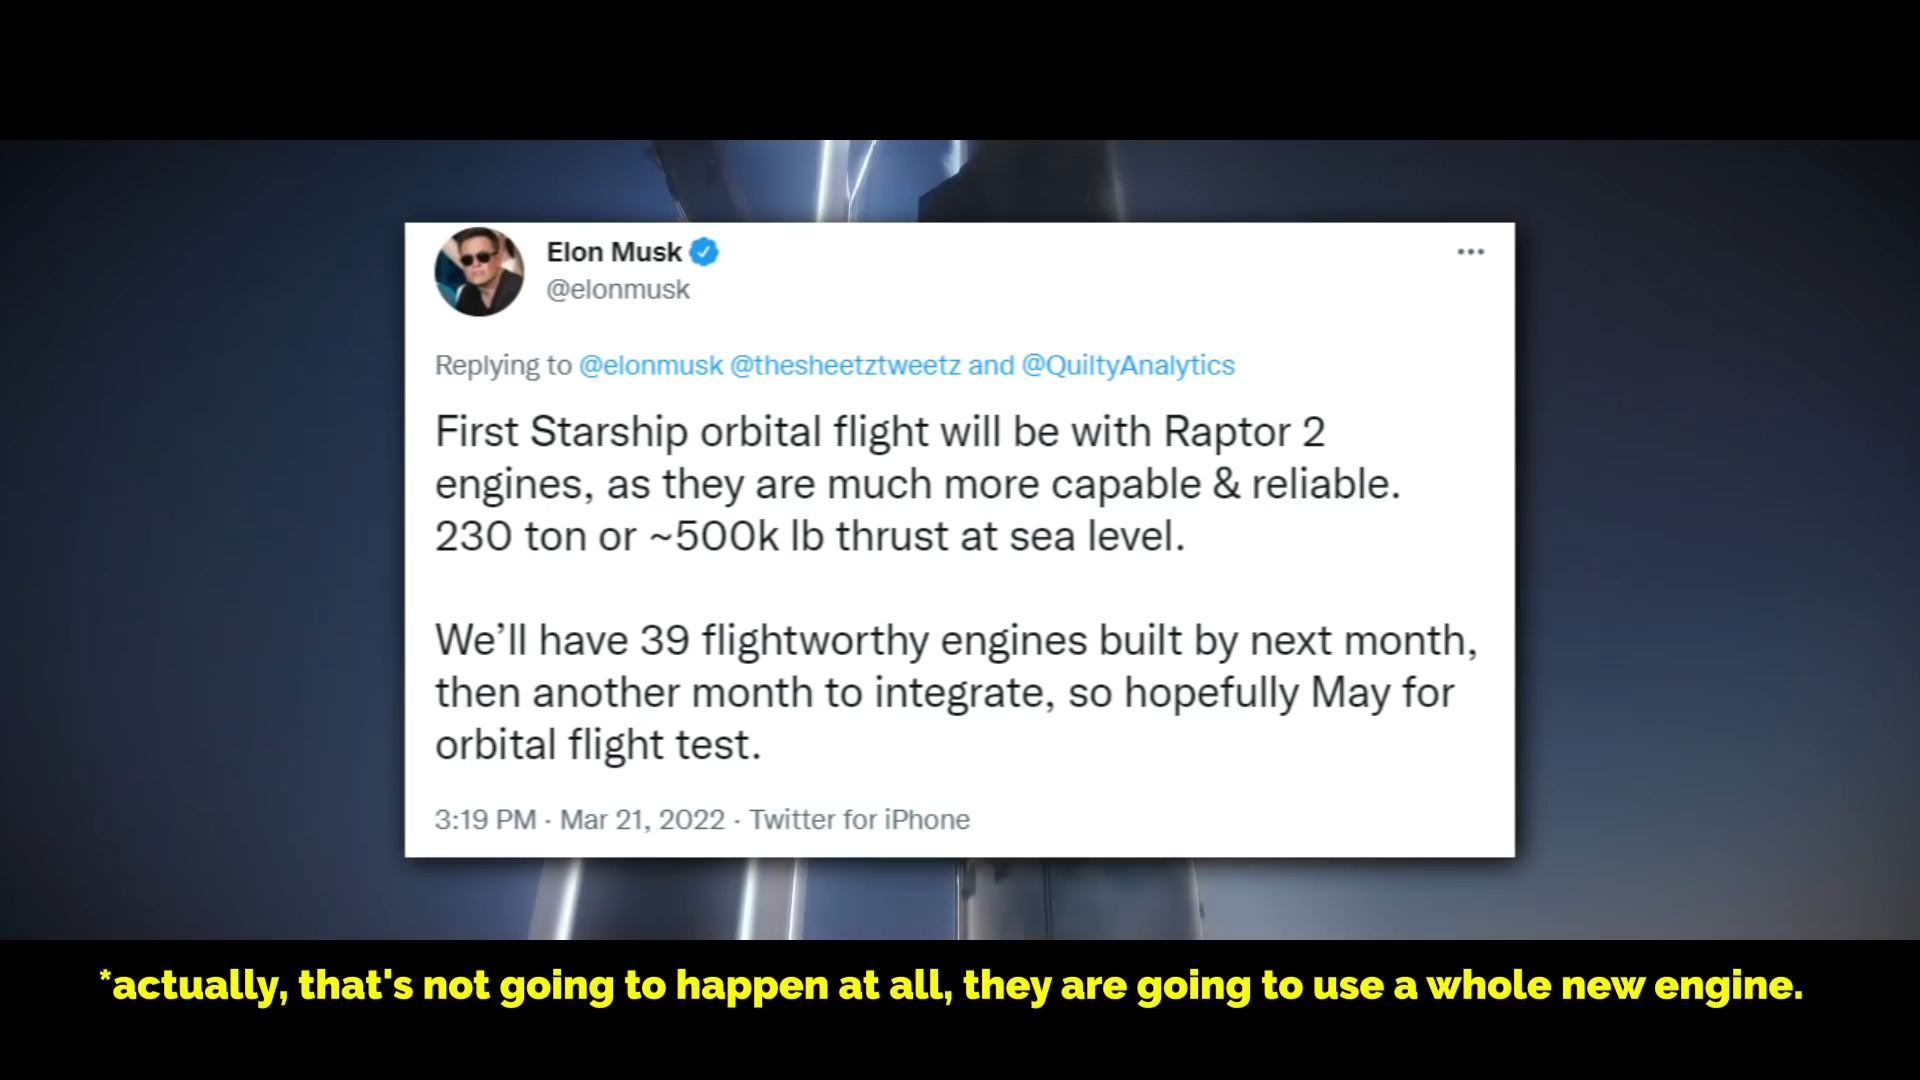 Elon Musk
@elonmusk
Replying to @elonmusk @thesheetztweetz and @QuiltyAnalytics
First Starship orbital flight will be with Raptor 2
engines, as they are much more capable & reliable.
230 ton or ~500k lb thrust at sea level.
We’ll have 39 flightworthy engines built by next month,
then another month to integrate, so hopefully May for
orbital flight test.
3:19 PM · Mar 21, 2022 · Twitter for iPhone
*actually, that's not going to happen at all, they are going to use a whole new engine.